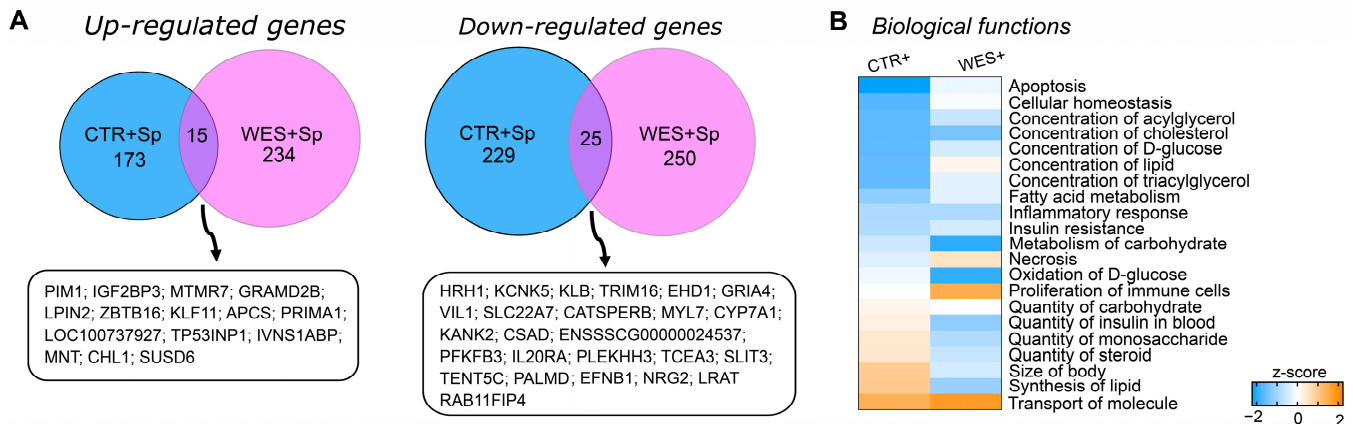 A
Up-regulated genes
CTR+Sp
173
15
WES+Sp
234
PIM1; IGF2BP3; MTMR7; GRAMD2B;
LPIN2; ZBTB16; KLF11; APCS; PRIMA1;
LOC100737927; TP53INP1; IVNS1ABP;
MNT; CHL1; SUSD6
Down-regulated genes
CTR+Sp
229
25
WES+Sp
250
HRH1; KCNK5; KLB; TRIM16; EHD1; GRIA4;
VIL1; SLC22A7; CATSPERB; MYL7; CYP7A1;
KANK2; CSAD; ENSSSCG00000024537;
PFKFB3; IL20RA; PLEKHH3; TCEA3; SLIT3;
TENT5C; PALMD; EFNB1; NRG2; LRAT
RAB11FIP4
B
Biological functions
CTR+ WES+
Apoptosis
Cellular homeostasis
Concentration of acylglycerol
Concentration of cholesterol
Concentration of D-glucose
Concentration of lipid
Concentration of triacylglycerol
Fatty acid metabolism
Inflammatory response
Insulin resistance
Metabolism of carbohydrate
Necrosis
Oxidation of D-glucose
Proliferation of immune cells
Quantity of carbohydrate
Quantity of insulin in blood
Quantity of monosaccharide
Quantity of steroid
Size of body
Synthesis of lipid
Transport of molecule
z-score
−2 0 2